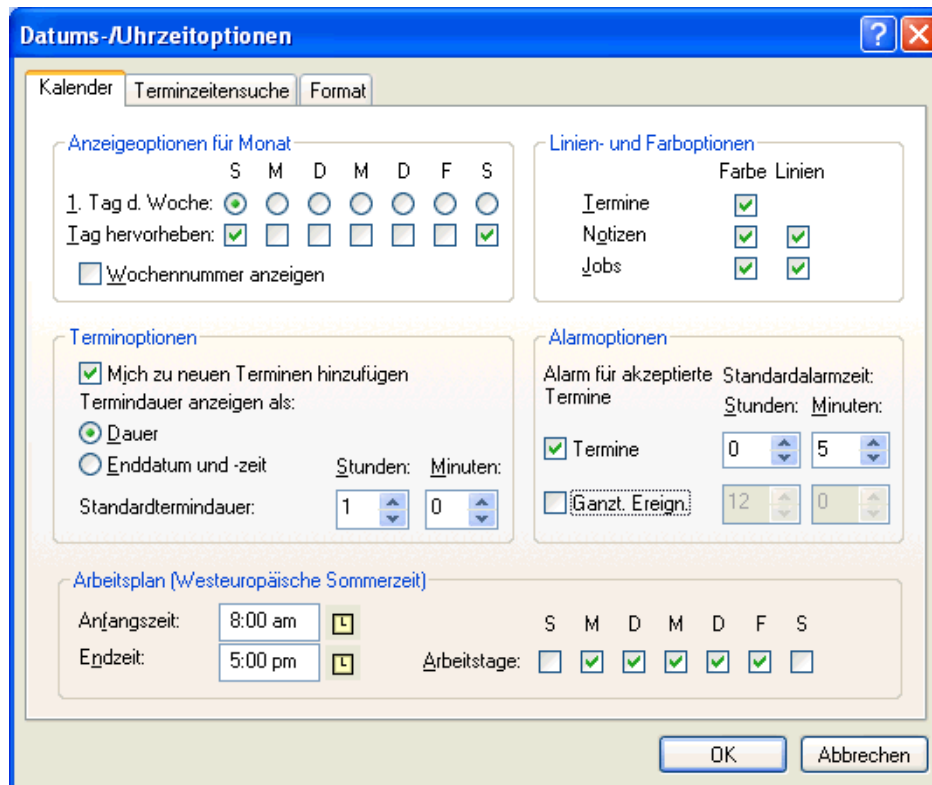 Datums-/Uhrzeitoptionen
Kalender Terminzeitensuche Format
Anzeigeoptionen für Monat
S M D M D F S
1. Tag d. Woche:
Tag hervorheben:
Wochennummer anzeigen
Linien- und Farboptionen
Farbe Linien
Termine
Notizen
Jobs
Terminoptionen
Mich zu neuen Terminen hinzufügen
Termindauer anzeigen als:
Dauer
Enddatum und -zeit
Stunden: Minuten:
Standardtermindauer: 1 0
Alarmoptionen
Alarm für akzeptierte Termine
Standardalarmzeit:
Stunden: Minuten:
Termine 0 5
Ganzt. Ereign. 12 0
Arbeitsplan (Westeuropäische Sommerzeit)
Anfangszeit: 8:00 am
Endzeit: 5:00 pm
S M D M D F S
Arbeitstage:
OK Abbrechen